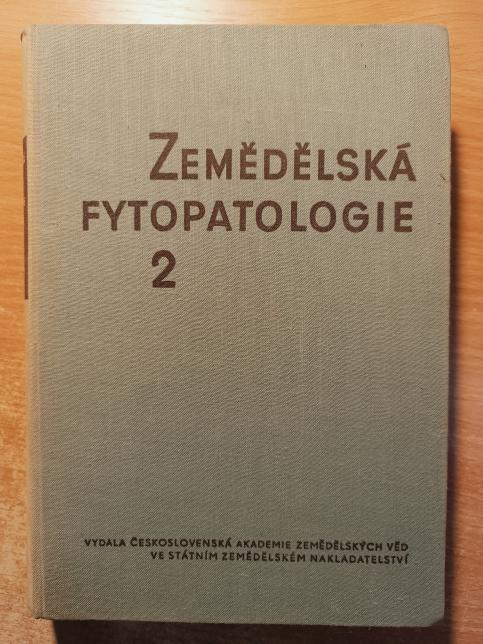 ZEMĚDĚLSKÁ
FYTOPATOLOGIE
2
VYDALA ČESKOSLOVENSKÁ AKADEMIE ZEMĚDĚLSKÝCH VĚD
VE STÁTNÍM ZEMĚDĚLSKÉM NAKLADATELSTVÍ